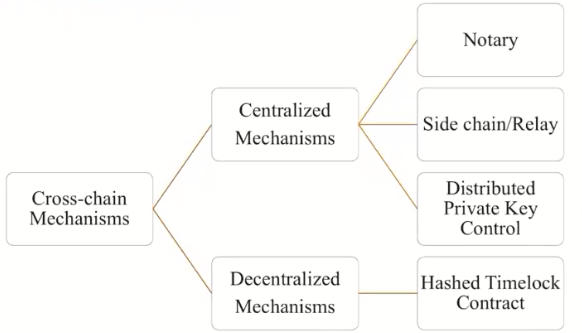 Cross-chain
Mechanisms
Centralized
Mechanisms
Notary
Side chain/Relay
Distributed
Private Key
Control
Decentralized
Mechanisms
Hashed Timelock
Contract